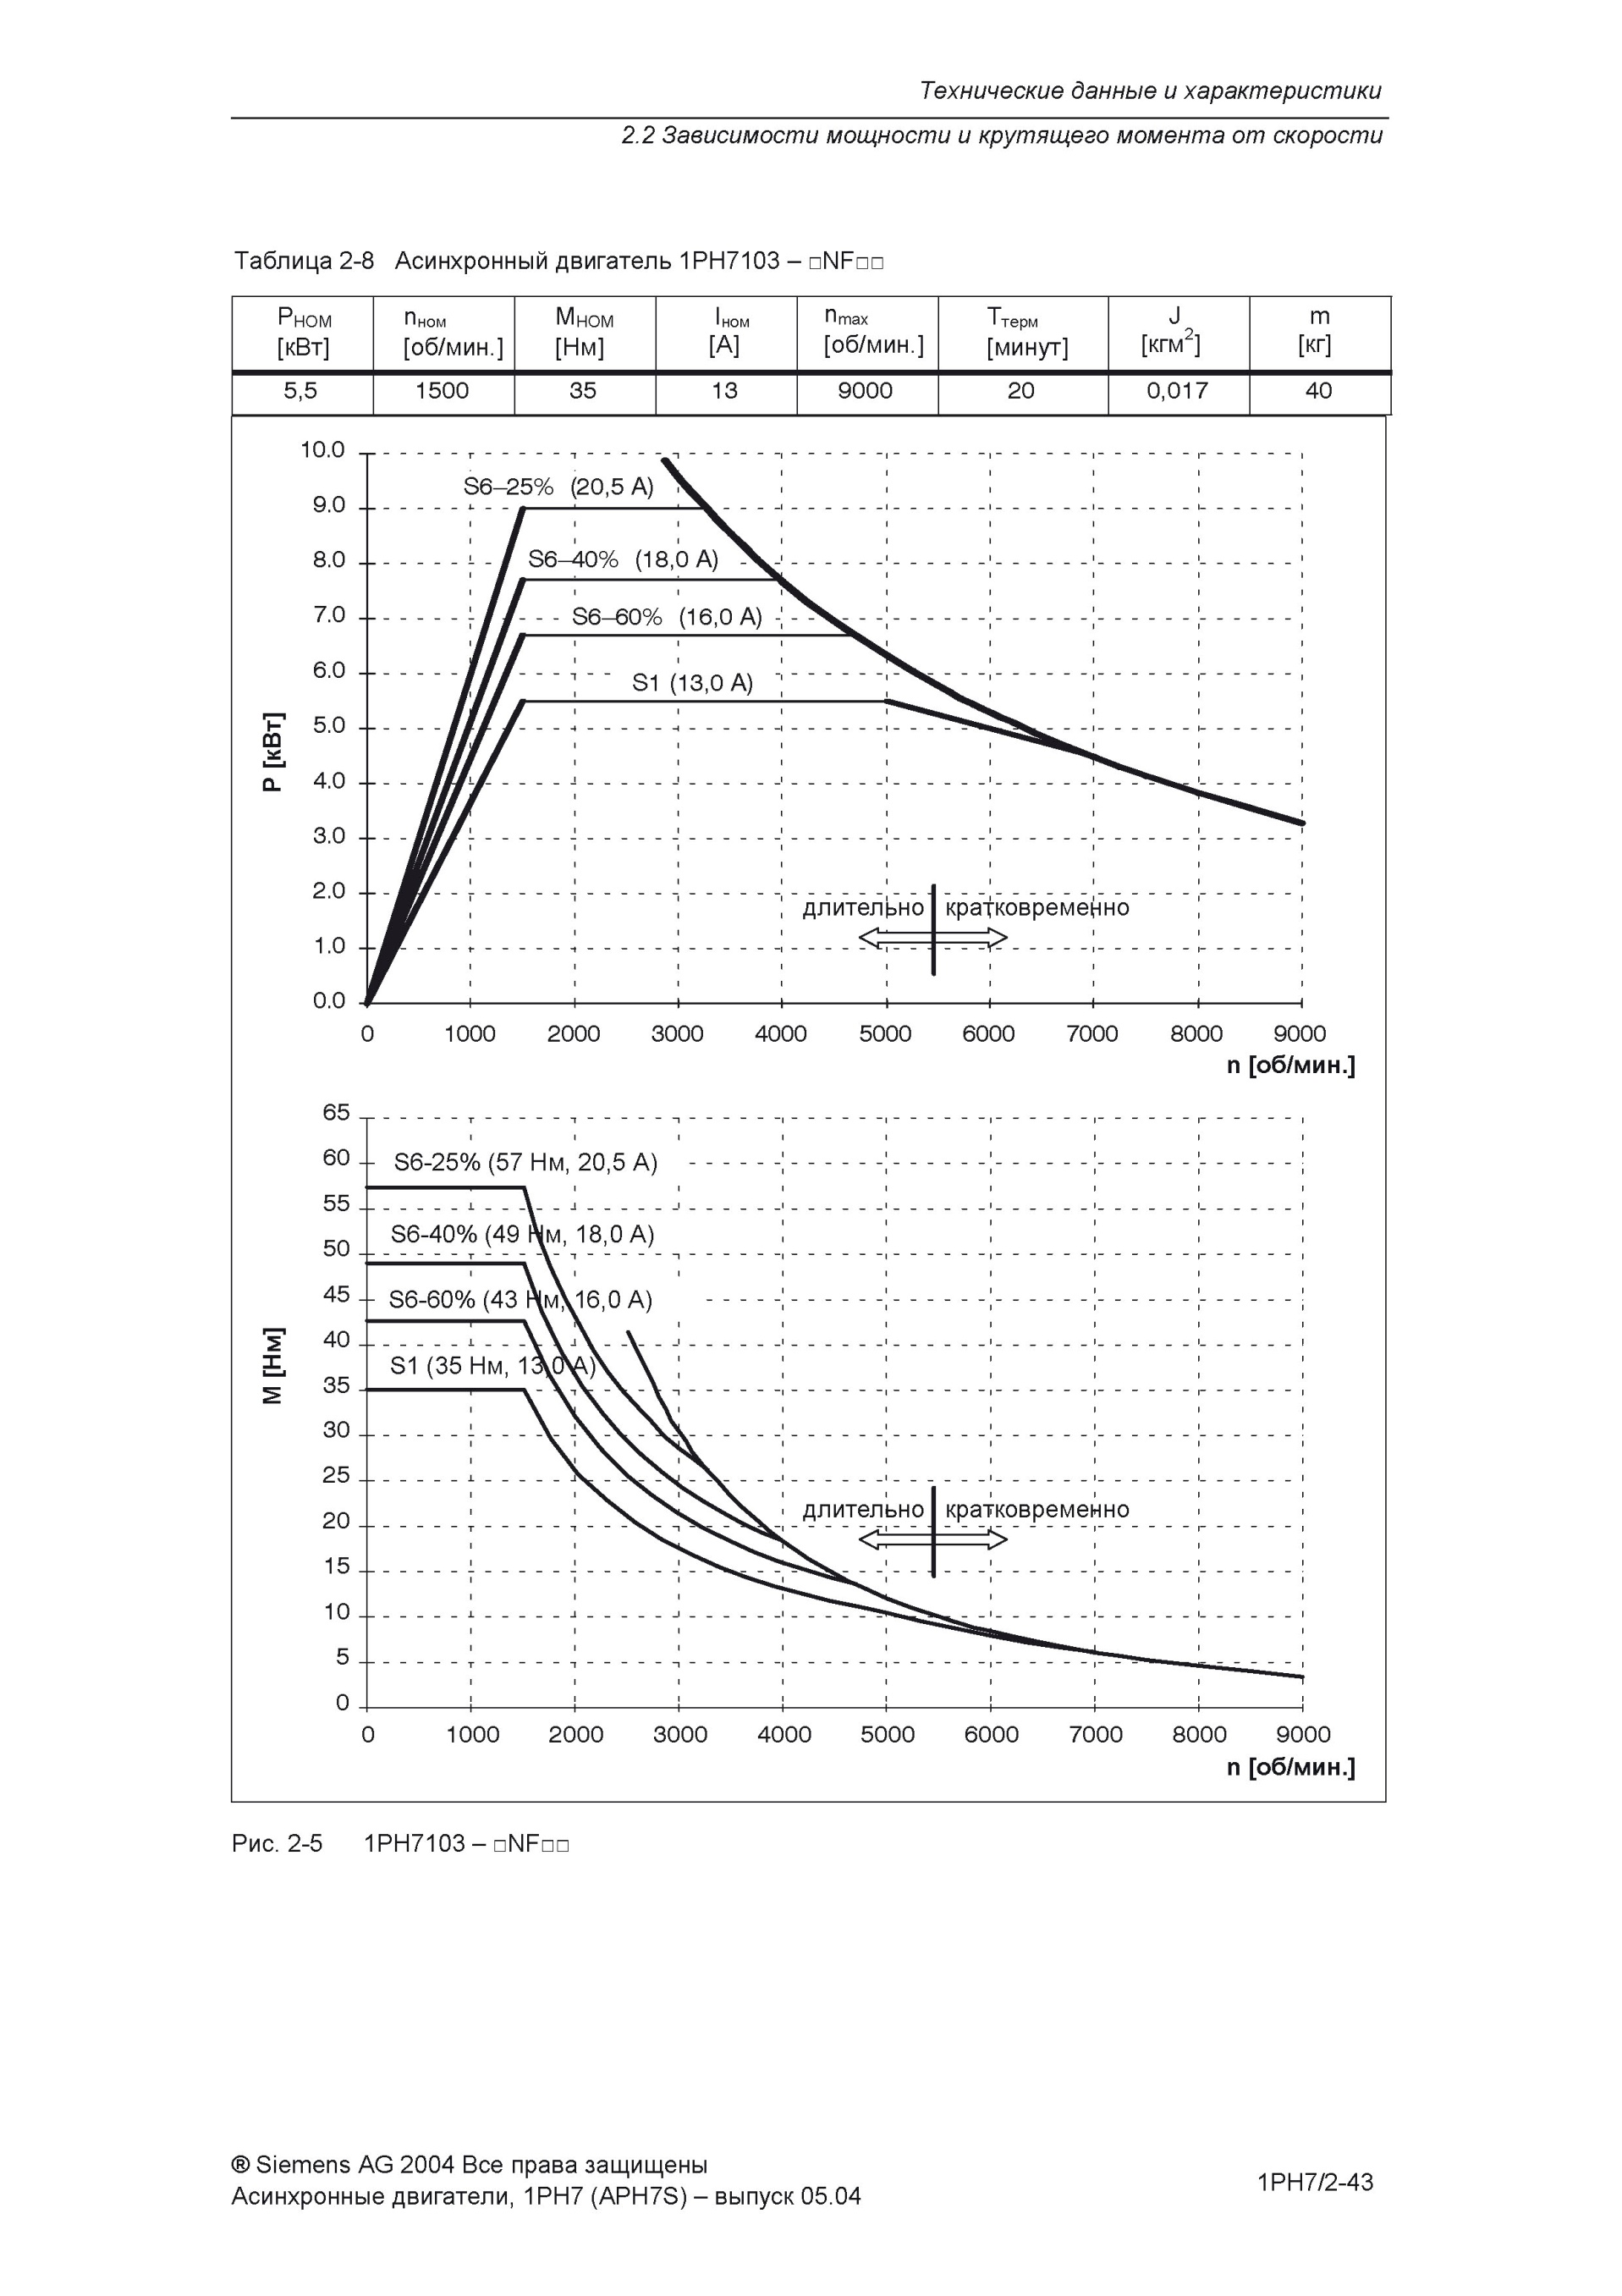 Технические данные и характеристики
2.2 Зависимости мощности и крутящего момента от скорости
Таблица 2-8 Асинхронный двигатель 1PH7103 – □NF□□
PНОМ nном MНОМ Iном nmax Tтерм J m
[кВт] [об/мин.] [Нм] [А] [об/мин.] [минут] [кгм²] [кг]
5,5 1500 35 13 9000 20 0,017 40
10.0
S6–25% (20,5 A)
9.0
8.0
S6–40% (18,0 A)
7.0
S6–60% (16,0 A)
6.0
S1 (13,0 A)
5.0
P [кВт]
4.0
3.0
2.0
длительно кратковременно
1.0
0.0
0 1000 2000 3000 4000 5000 6000 7000 8000 9000
n [об/мин.]
65
60
S6-25% (57 Нм, 20,5 A)
55
S6-40% (49 Нм, 18,0 A)
50
45
S6-60% (43 Нм, 16,0 A)
40
M [Нм]
S1 (35 Нм, 13,0 A)
35
30
25
длительно кратковременно
20
15
10
5
0
0 1000 2000 3000 4000 5000 6000 7000 8000 9000
n [об/мин.]
Рис. 2-5 1PH7103 – □NF□□
® Siemens AG 2004 Все права защищены
Асинхронные двигатели, 1PH7 (APH7S) – выпуск 05.04
1PH7/2-43